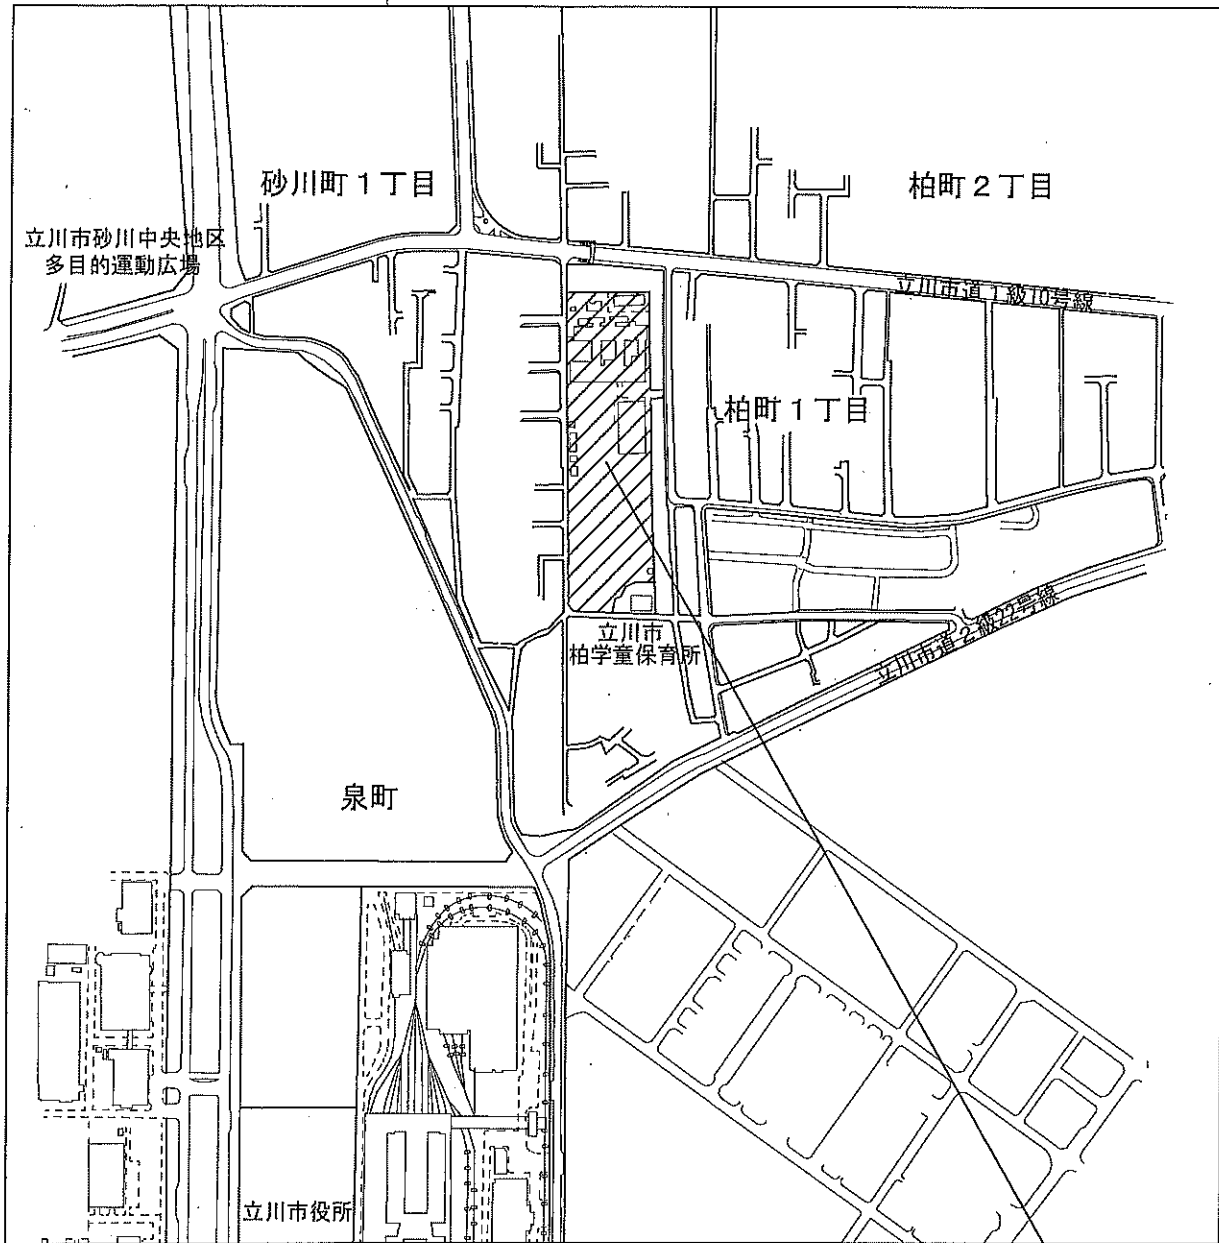 砂川町１丁目
柏町２丁目
立川市砂川中央地区
多目的運動広場
立川市道１級10号線
柏町１丁目
立川市
柏学童保育所
立川市道２級22号線
泉町
立川市役所